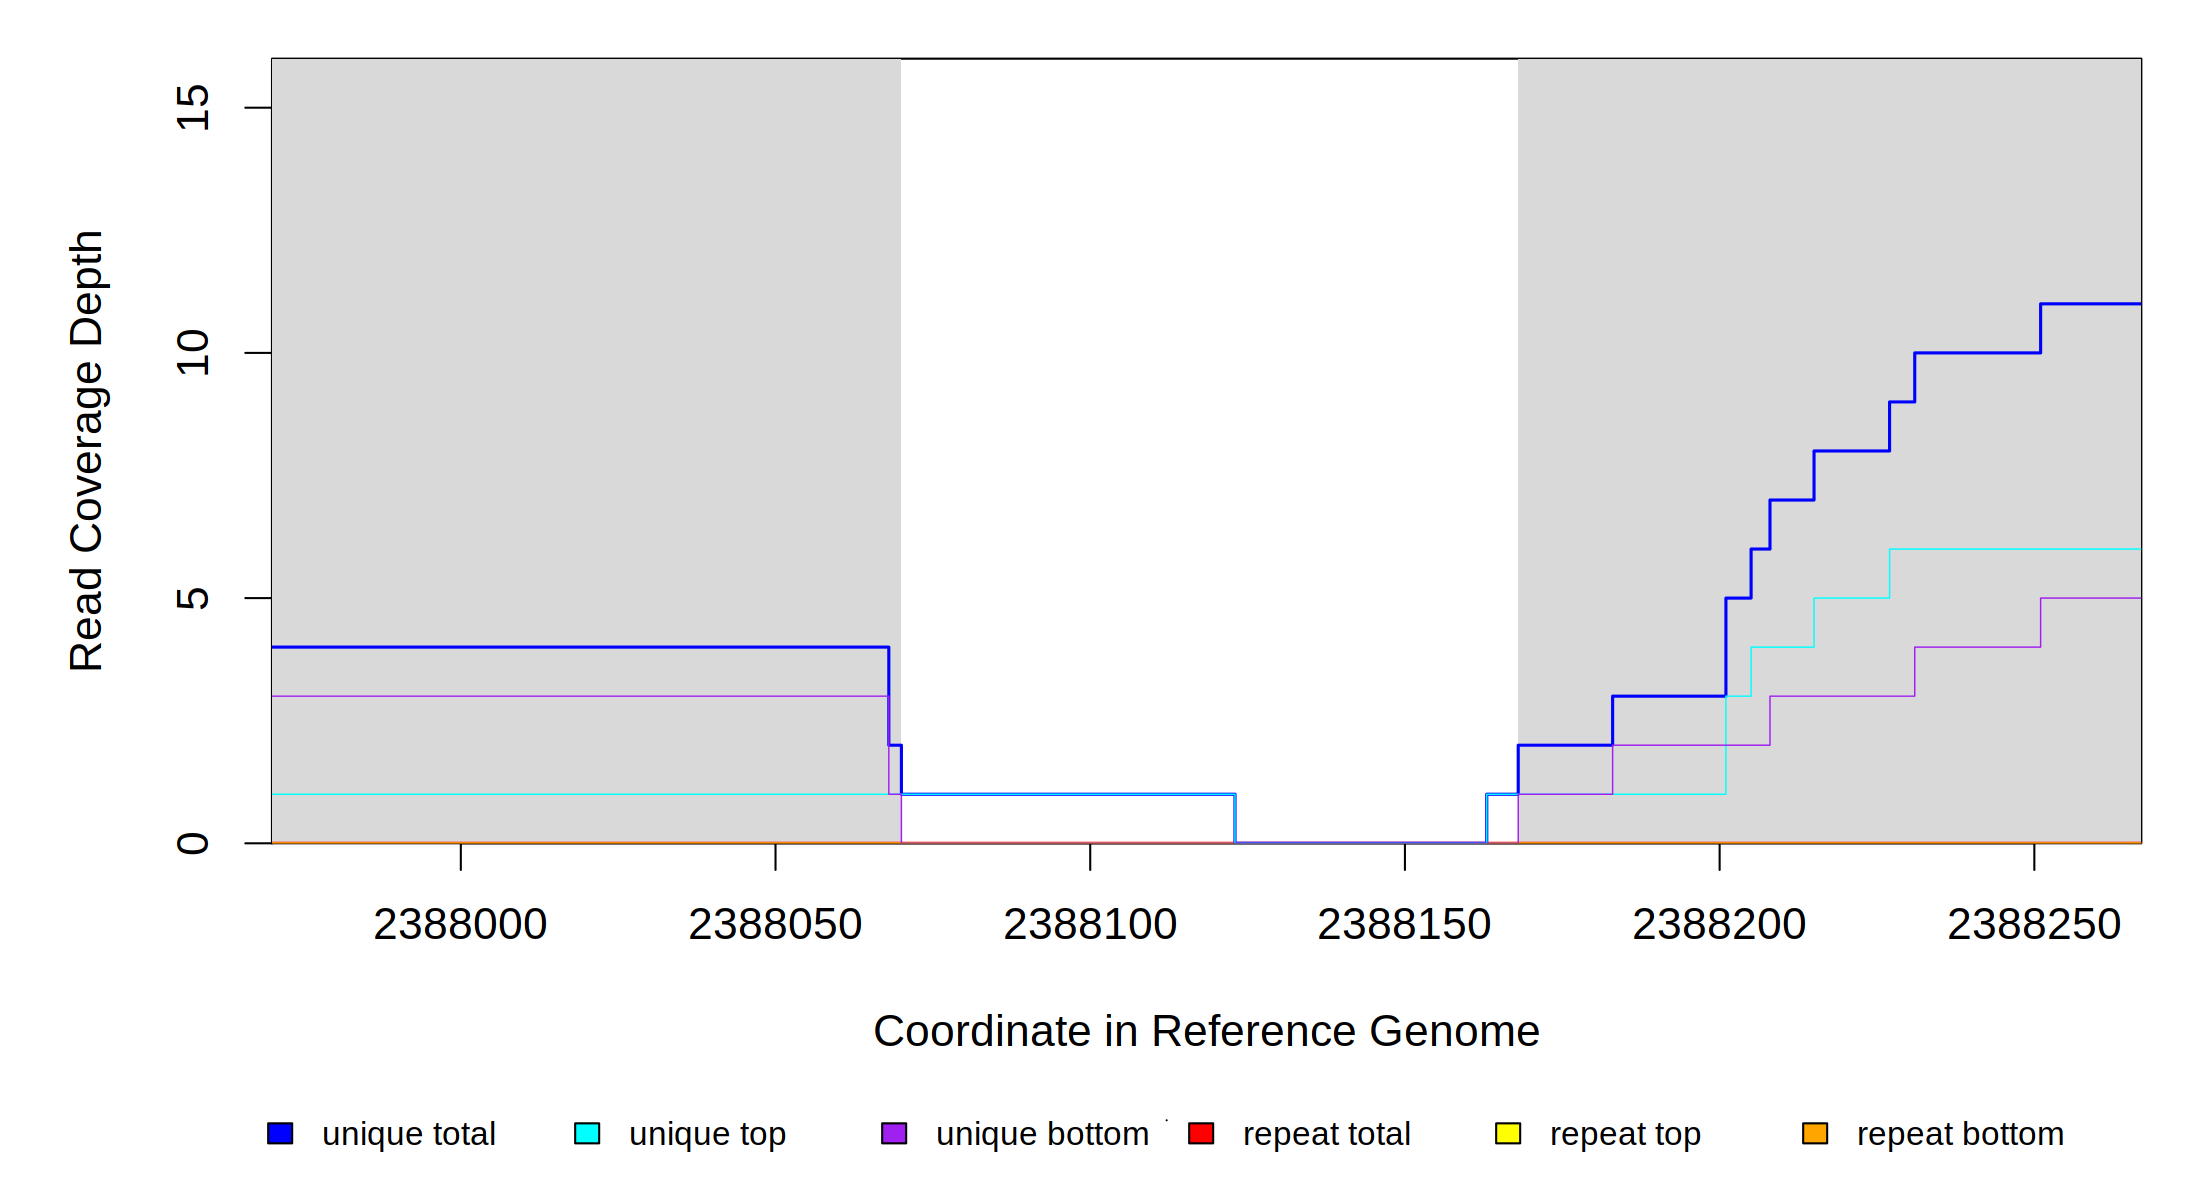 15
10
5
0
Read Coverage Depth
2388000 2388050 2388100 2388150 2388200 2388250
Coordinate in Reference Genome
unique total unique top unique bottom repeat total repeat top repeat bottom